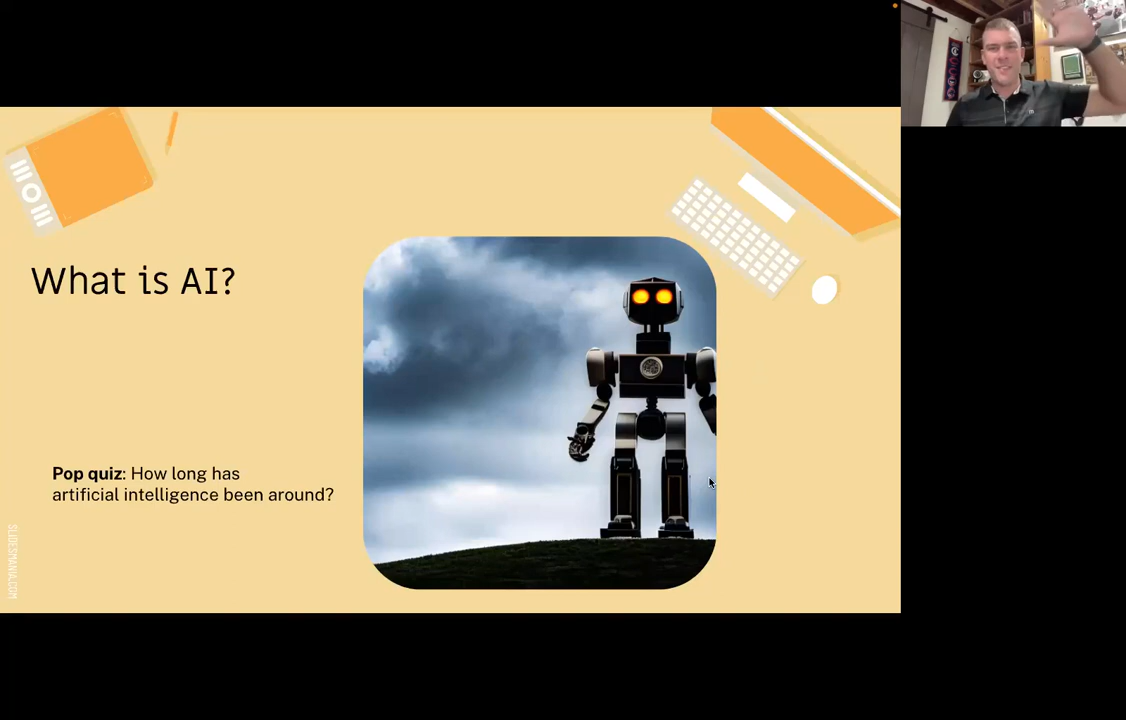 What is AI?
Pop quiz: How long has
artificial intelligence been around?
SLIDESMANIA.COM